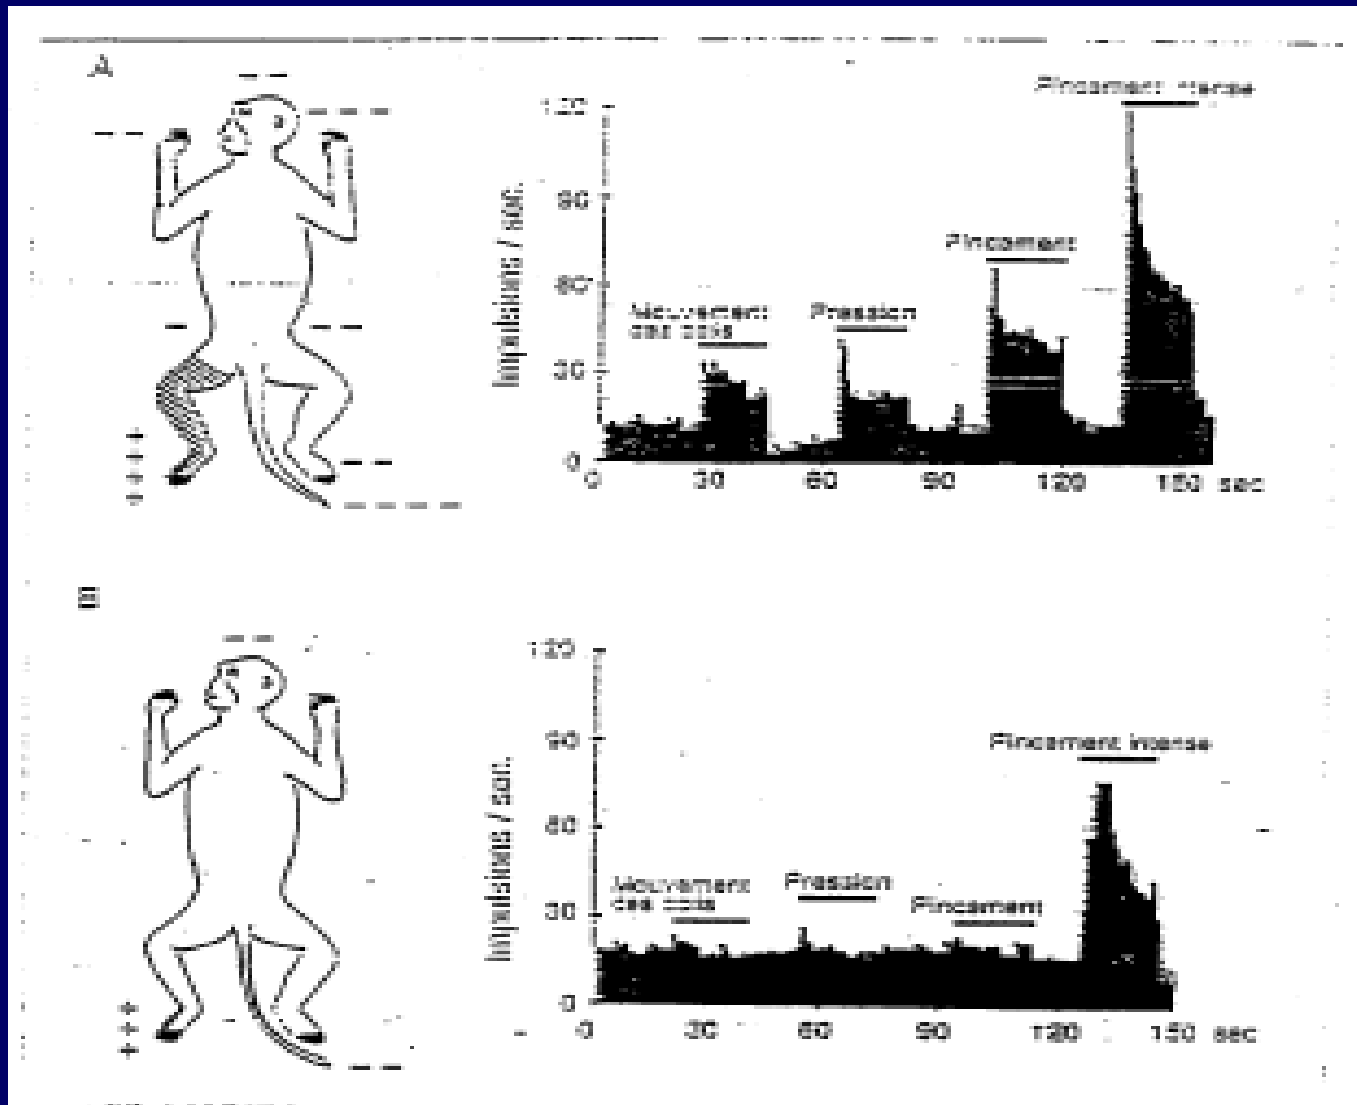 A
Pincement intense
120
90
60
30
0
Impulsions / sec.
Pincement
Mouvement
des poils
Pression
0 30 60 90 120 150 sec
B
120
90
60
30
0
Impulsions / sec.
Pincement intense
Mouvement
des poils
Pression
Pincement
0 30 60 90 120 150 sec